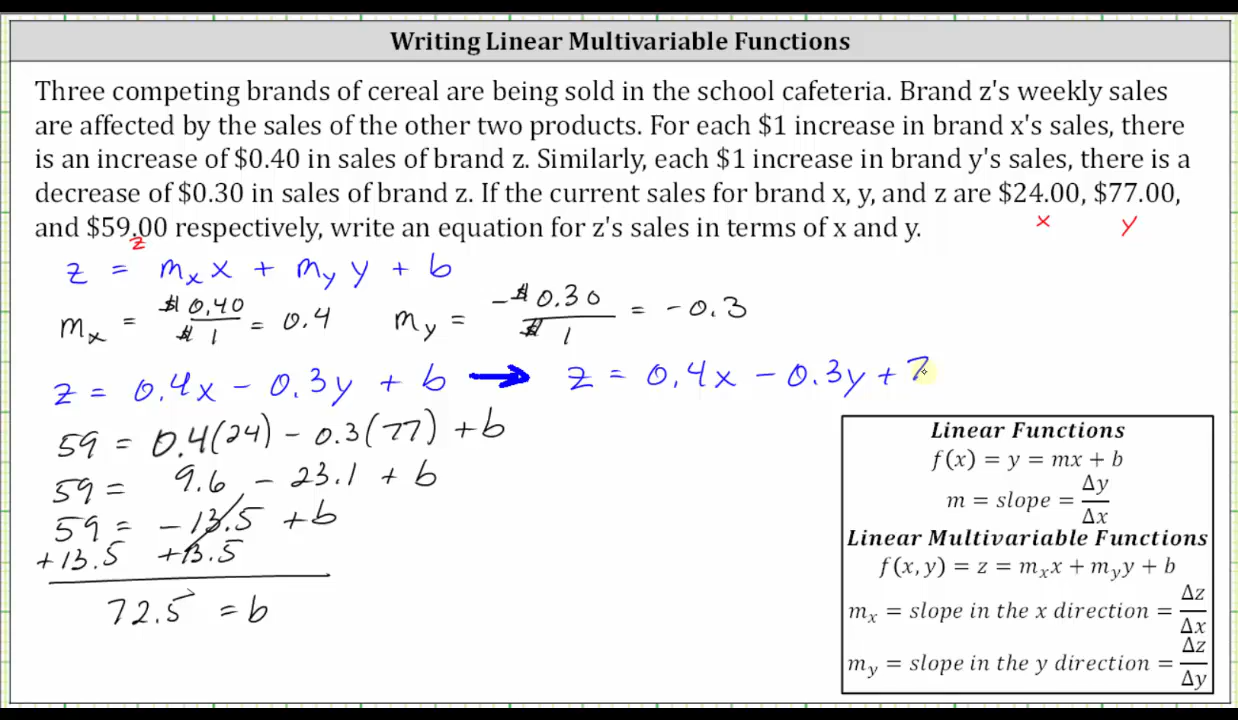 Writing Linear Multivariable Functions
Three competing brands of cereal are being sold in the school cafeteria. Brand z's weekly sales
are affected by the sales of the other two products. For each $1 increase in brand x's sales, there
is an increase of $0.40 in sales of brand z. Similarly, each $1 increase in brand y's sales, there is a
decrease of $0.30 in sales of brand z. If the current sales for brand x, y, and z are $24.00, $77.00,
and $59.00 respectively, write an equation for z's sales in terms of x and y.
z x y
z = mₓ x + m_y y + b
mₓ = $0.40 / $1 = 0.4 m_y = -$0.30 / $1 = -0.3
z = 0.4x - 0.3y + b → z = 0.4x - 0.3y + 7
59 = 0.4(24) - 0.3(77) + b
59 = 9.6 - 23.1 + b
59 = -13.5 + b
+13.5 +13.5
72.5 = b
Linear Functions
f(x) = y = mx + b
m = slope = Δy/Δx
Linear Multivariable Functions
f(x, y) = z = mₓx + m_y y + b
mₓ = slope in the x direction = Δz/Δx
m_y = slope in the y direction = Δz/Δy